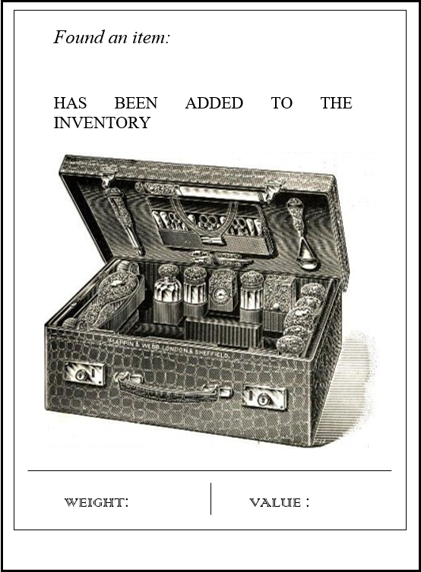 Found an item:
HAS BEEN ADDED TO THE
INVENTORY
MAPPIN & WEBB. LONDON & SHEFFIELD.
WEIGHT:
VALUE :